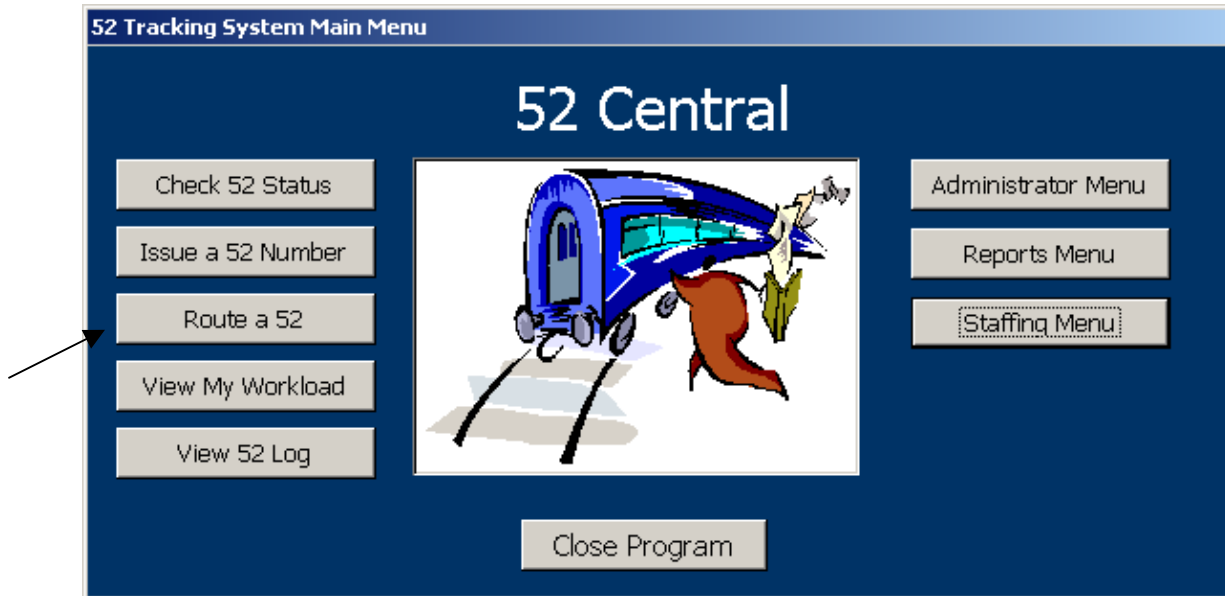 52 Tracking System Main Menu
52 Central
Check 52 Status
Issue a 52 Number
Route a 52
View My Workload
View 52 Log
Administrator Menu
Reports Menu
Staffing Menu
Close Program